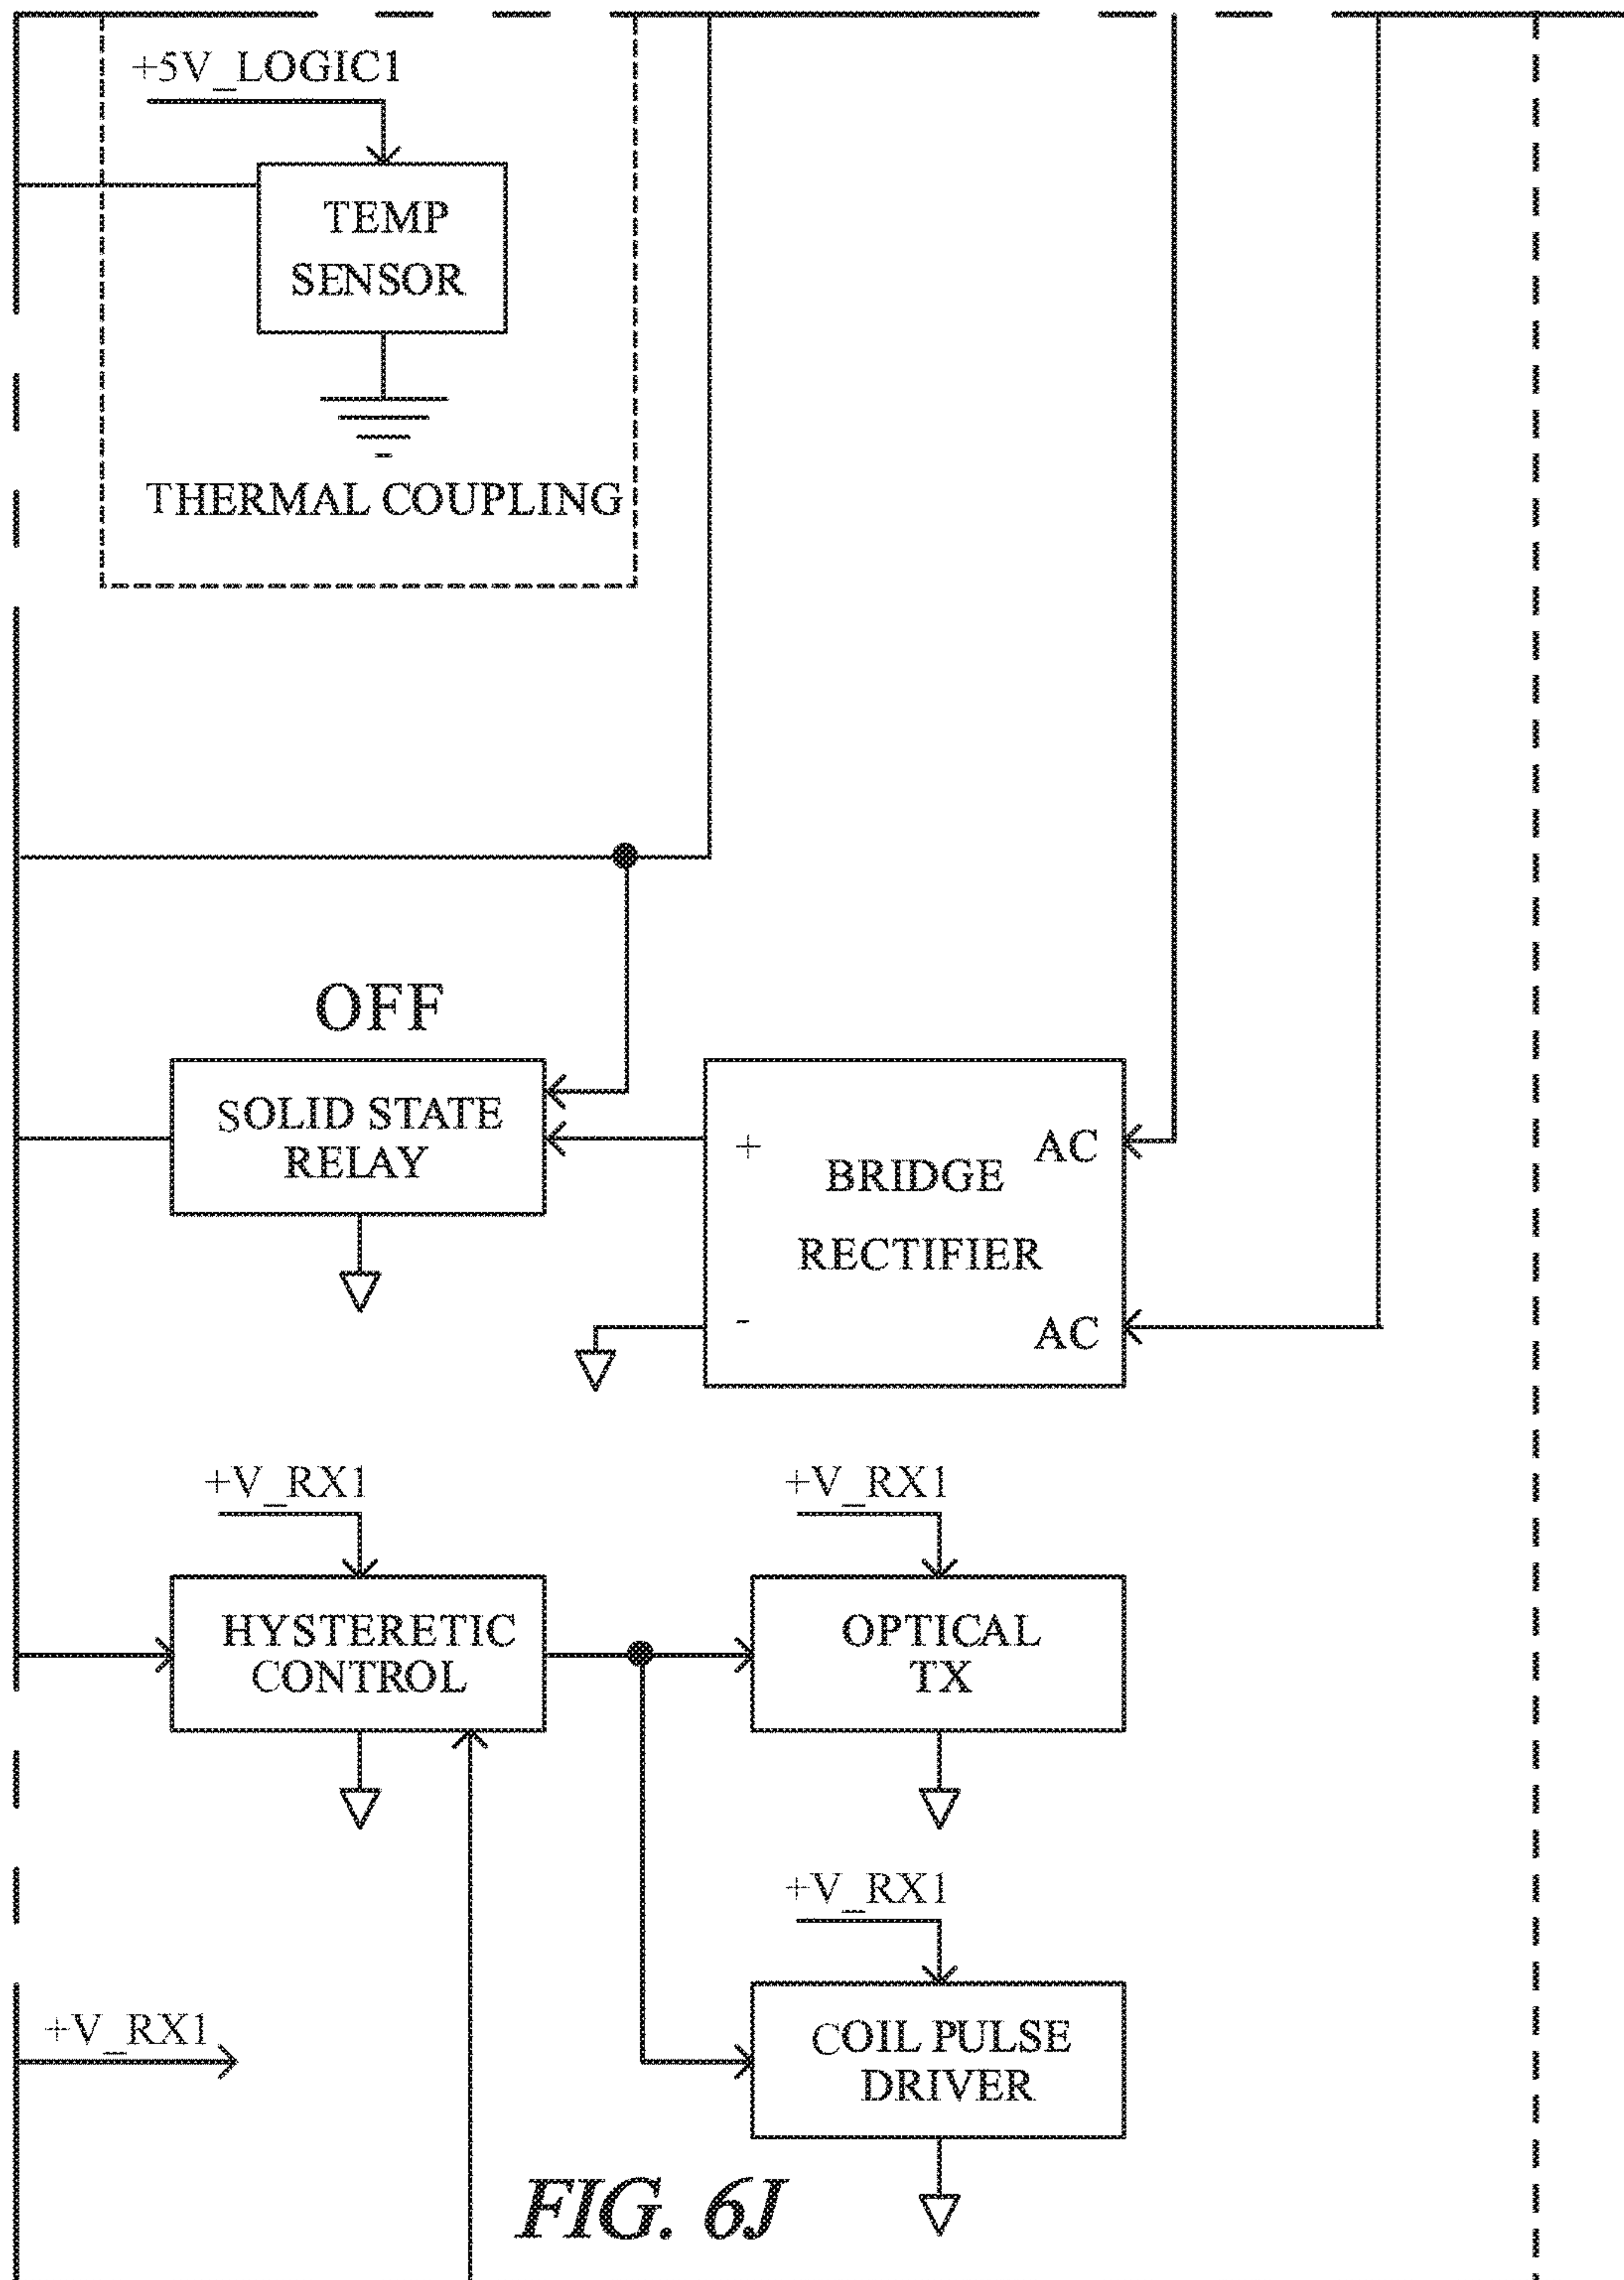 +5V_LOGIC1
TEMP
SENSOR
THERMAL COUPLING
OFF
SOLID STATE
RELAY
+ AC
BRIDGE
RECTIFIER
- AC
+V_RX1 +V_RX1
HYSTERETIC
CONTROL
OPTICAL
TX
+V_RX1
+V_RX1
COIL PULSE
DRIVER
FIG. 6J